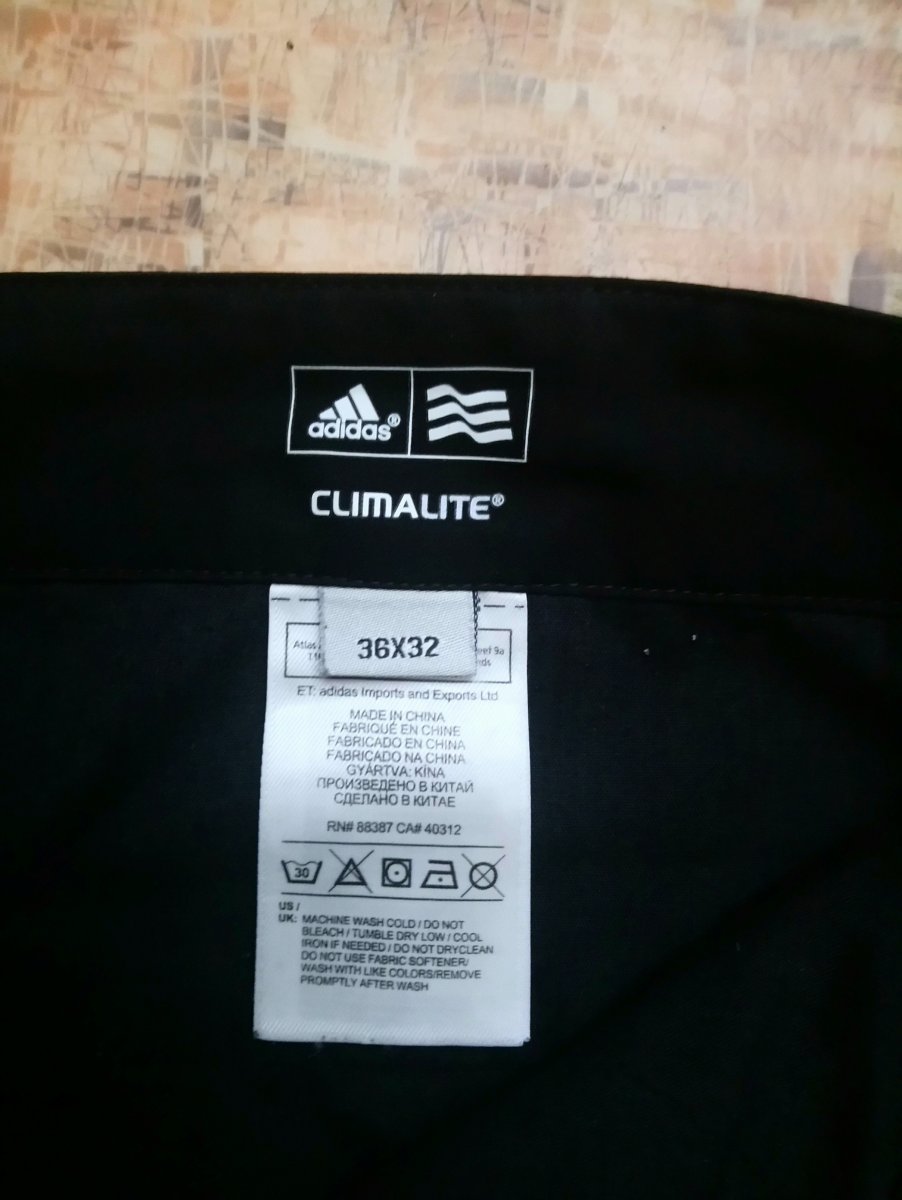 adidas®
CLIMALITE®
36X32
ET: adidas Imports and Exports Ltd
MADE IN CHINA
FABRIQUÉ EN CHINE
FABRICADO EN CHINA
FABRICADO NA CHINA
GYÁRTVA: KÍNA
ПРОИЗВЕДЕНО В КИТАЙ
СДЕЛАНО В КИТАЕ
RN# 88387 CA# 40312
30
US /
UK: MACHINE WASH COLD / DO NOT
BLEACH / TUMBLE DRY LOW / COOL
IRON IF NEEDED / DO NOT DRYCLEAN
DO NOT USE FABRIC SOFTENER/
WASH WITH LIKE COLORS/REMOVE
PROMPTLY AFTER WASH